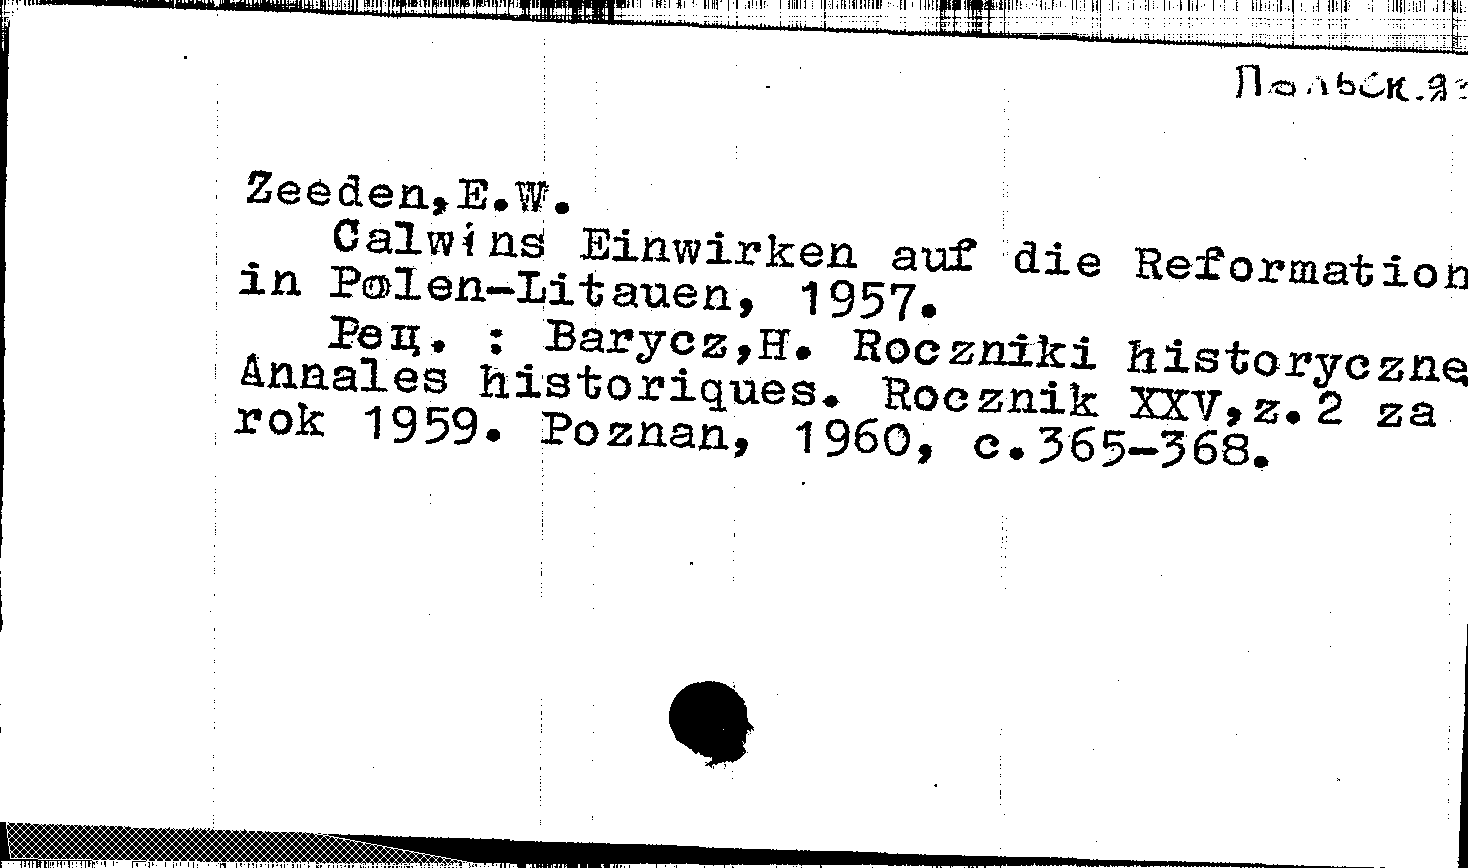 Польск.яз
Zeeden,E.W.
Calwins Einwirken auf die Reformation
in Polen-Litauen, 1957.
Рец. : Barycz,H. Roczniki historyczne,
Annales historiques. Rocznik XXV,z.2 za
rok 1959. Poznan, 1960, c.365-368.